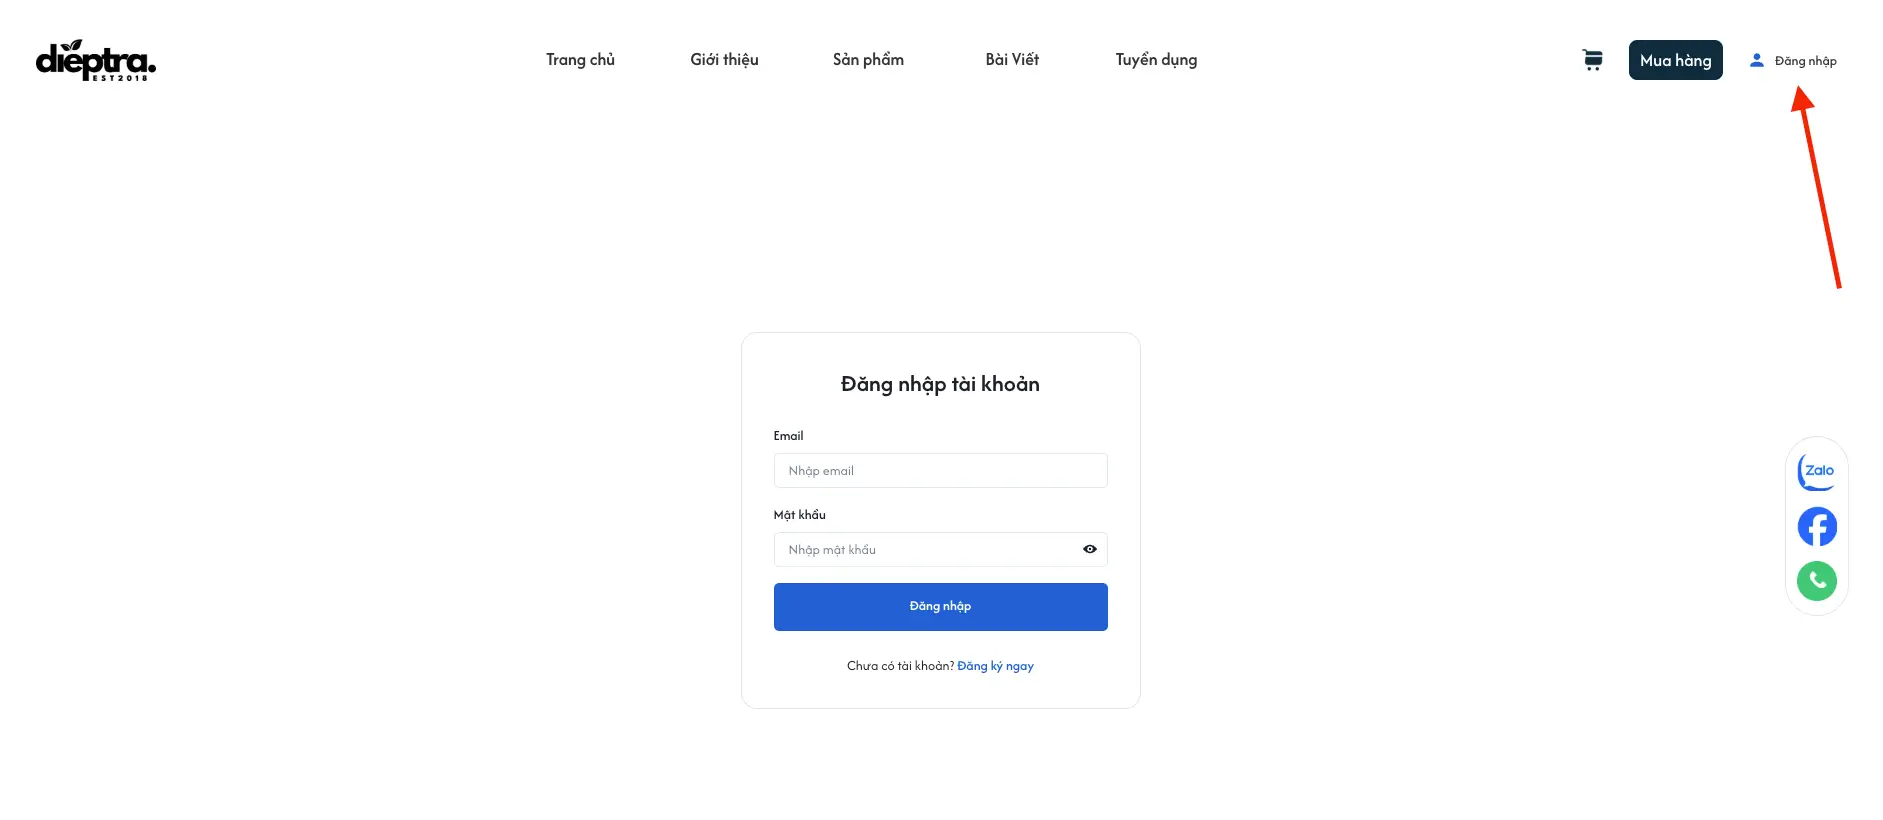 dieptra.
EST2018
Trang chủ
Giới thiệu
Sản phẩm
Bài Viết
Tuyển dụng
Mua hàng
Đăng nhập
Đăng nhập tài khoản
Email
Nhập email
Mật khẩu
Nhập mật khẩu
Đăng nhập
Chưa có tài khoản? Đăng ký ngay
Zalo